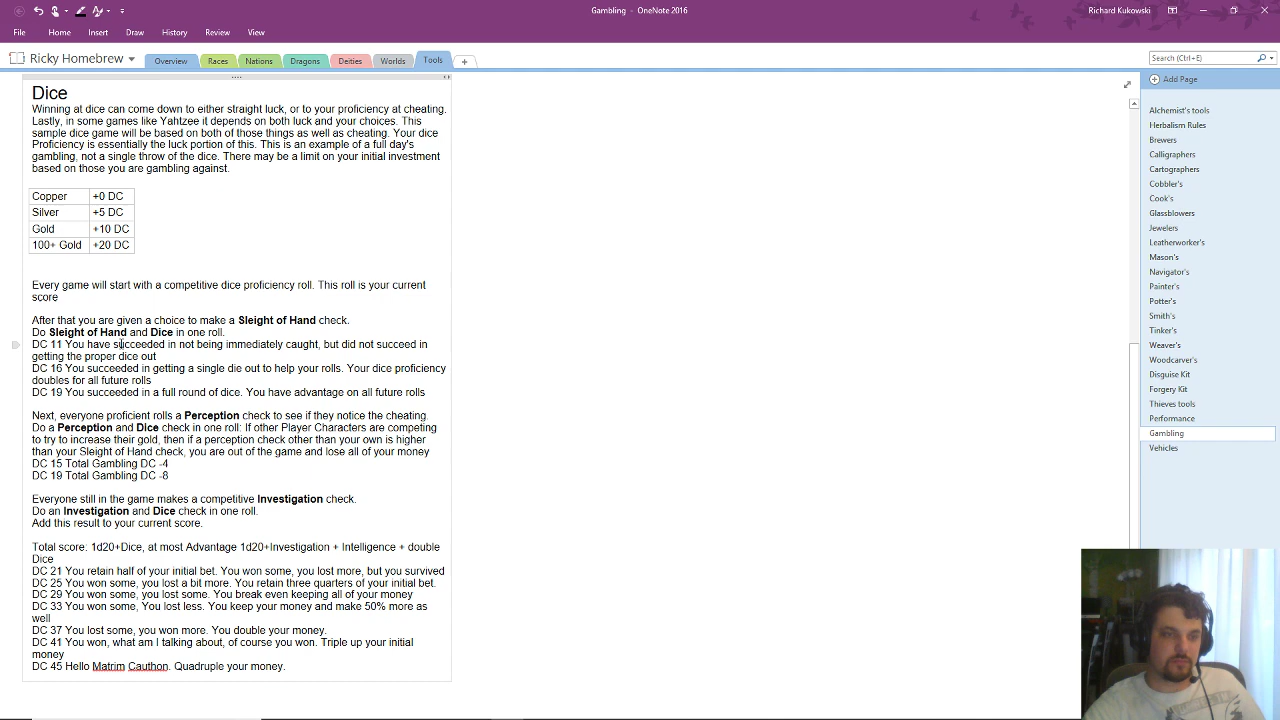 Gambling - OneNote 2016
Richard Kukowski
File Home Insert Draw History Review View
Ricky Homebrew Overview Races Nations Dragons Deities Worlds Tools
Search (Ctrl+E)
Dice
Winning at dice can come down to either straight luck, or to your proficiency at cheating.
Lastly, in some games like Yahtzee it depends on both luck and your choices. This
sample dice game will be based on both of those things as well as cheating. Your dice
Proficiency is essentially the luck portion of this. This is an example of a full day's
gambling, not a single throw of the dice. There may be a limit on your initial investment
based on those you are gambling against.
Copper +0 DC
Silver +5 DC
Gold +10 DC
100+ Gold +20 DC
Every game will start with a competitive dice proficiency roll. This roll is your current
score
After that you are given a choice to make a Sleight of Hand check.
Do Sleight of Hand and Dice in one roll.
DC 11 You have succeeded in not being immediately caught, but did not succeed in
getting the proper dice out
DC 16 You succeeded in getting a single die out to help your rolls. Your dice proficiency
doubles for all future rolls
DC 19 You succeeded in a full round of dice. You have advantage on all future rolls
Next, everyone proficient rolls a Perception check to see if they notice the cheating.
Do a Perception and Dice check in one roll: If other Player Characters are competing
to try to increase their gold, then if a perception check other than your own is higher
than your Sleight of Hand check, you are out of the game and lose all of your money
DC 15 Total Gambling DC -4
DC 19 Total Gambling DC -8
Everyone still in the game makes a competitive Investigation check.
Do an Investigation and Dice check in one roll.
Add this result to your current score.
Total score: 1d20+Dice, at most Advantage 1d20+Investigation + Intelligence + double
Dice
DC 21 You retain half of your initial bet. You won some, you lost more, but you survived
DC 25 You won some, you lost a bit more. You retain three quarters of your initial bet.
DC 29 You won some, you lost some. You break even keeping all of your money
DC 33 You won some, You lost less. You keep your money and make 50% more as
well
DC 37 You lost some, you won more. You double your money.
DC 41 You won, what am I talking about, of course you won. Triple up your initial
money
DC 45 Hello Matrim Cauthon. Quadruple your money.
Add Page
Alchemist's tools
Herbalism Rules
Brewers
Calligraphers
Cartographers
Cobbler's
Cook's
Glassblowers
Jewelers
Leatherworker's
Mason's
Navigator's
Painter's
Potter's
Smith's
Tinker's
Weaver's
Woodcarver's
Disguise Kit
Forgery Kit
Thieves tools
Performance
Gambling
Vehicles